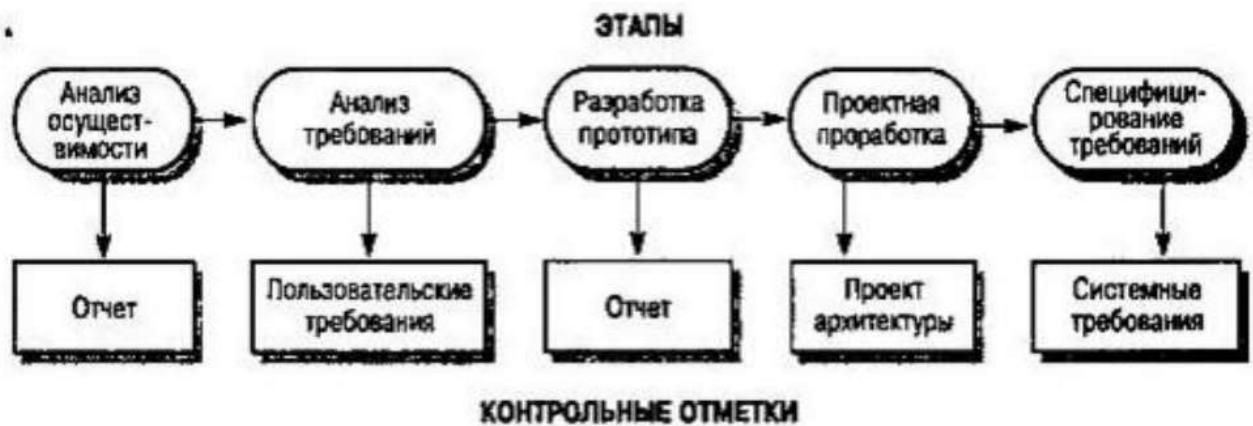 ЭТАПЫ
Анализ
осущест-
вимости
Анализ
требований
Разработка
прототипа
Проектная
проработка
Специфици-
рование
требований
Отчет
Пользовательские
требования
Отчет
Проект
архитектуры
Системные
требования
КОНТРОЛЬНЫЕ ОТМЕТКИ